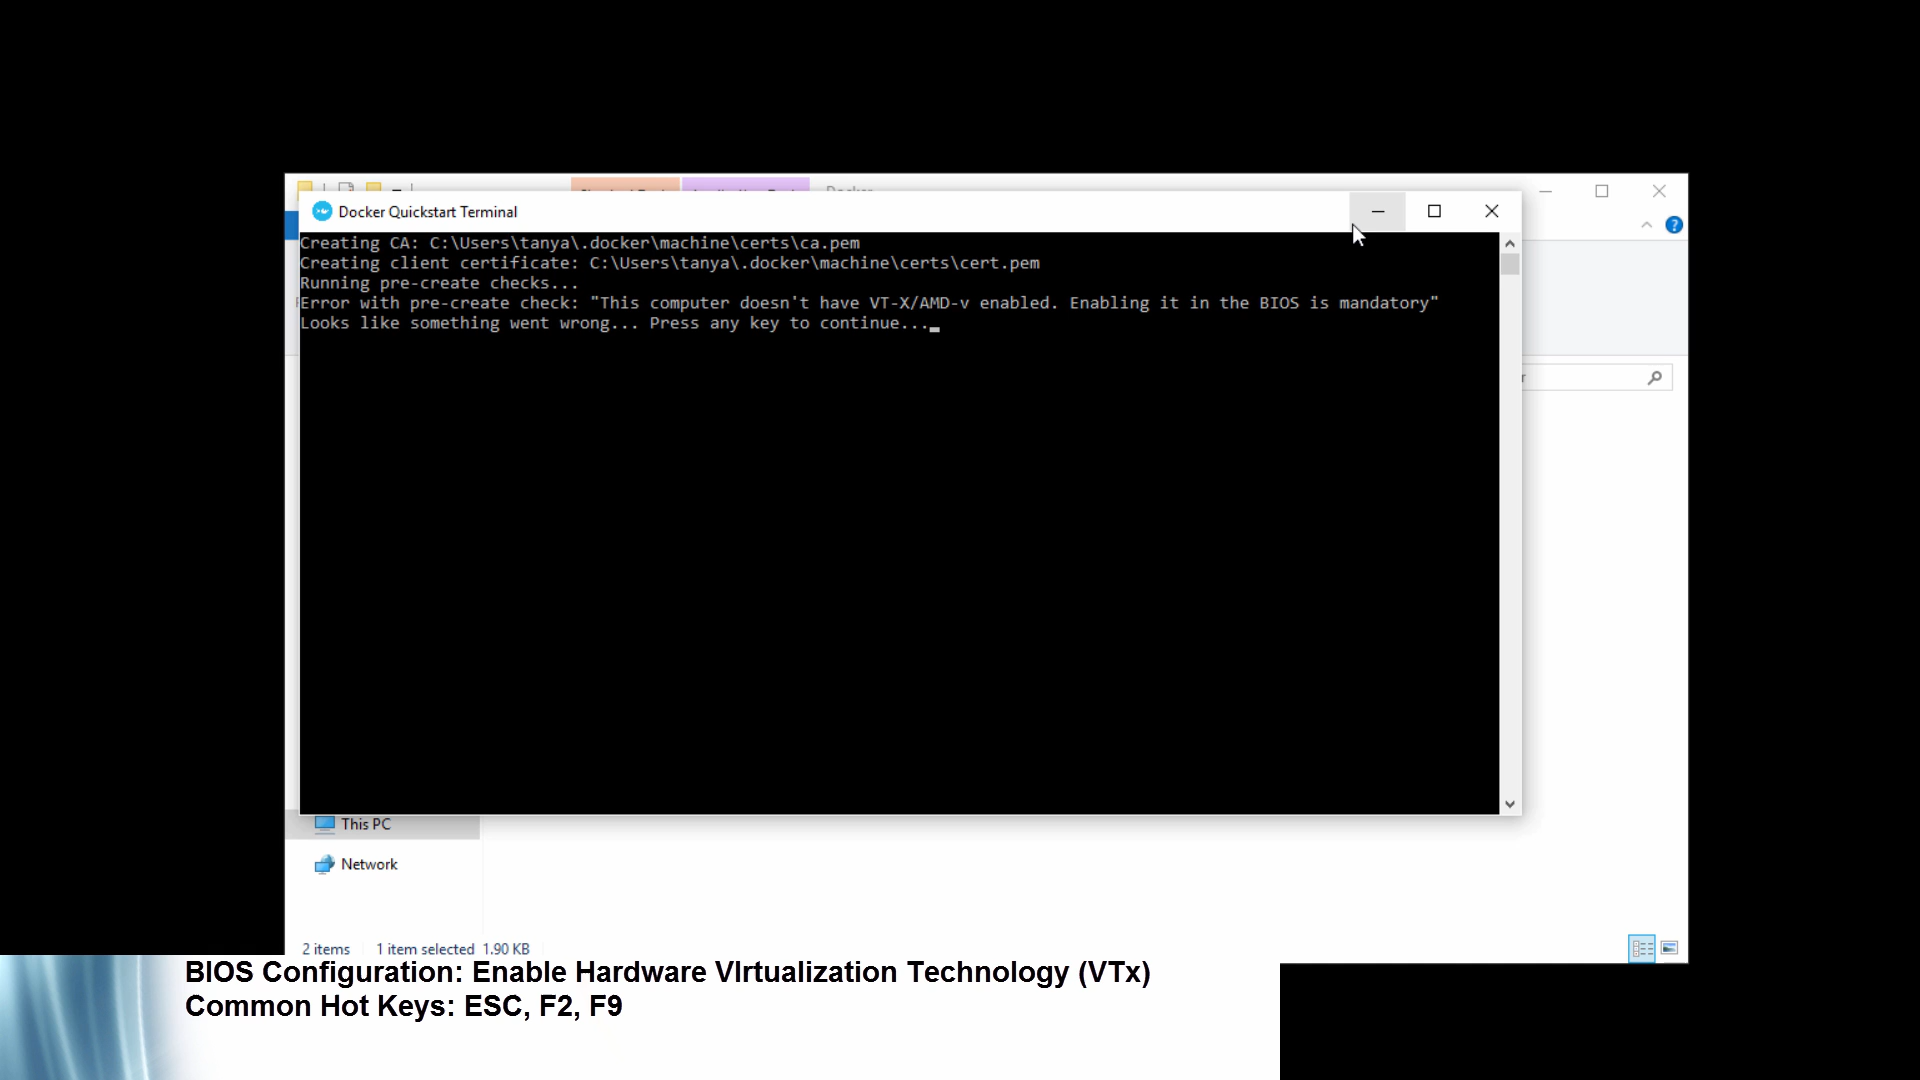 Docker Quickstart Terminal
Creating CA: C:\Users\tanya\.docker\machine\certs\ca.pem
Creating client certificate: C:\Users\tanya\.docker\machine\certs\cert.pem
Running pre-create checks...
Error with pre-create check: "This computer doesn't have VT-X/AMD-v enabled. Enabling it in the BIOS is mandatory"
Looks like something went wrong... Press any key to continue..._
This PC
Network
2 items 1 item selected 1.90 KB
BIOS Configuration: Enable Hardware VIrtualization Technology (VTx)
Common Hot Keys: ESC, F2, F9